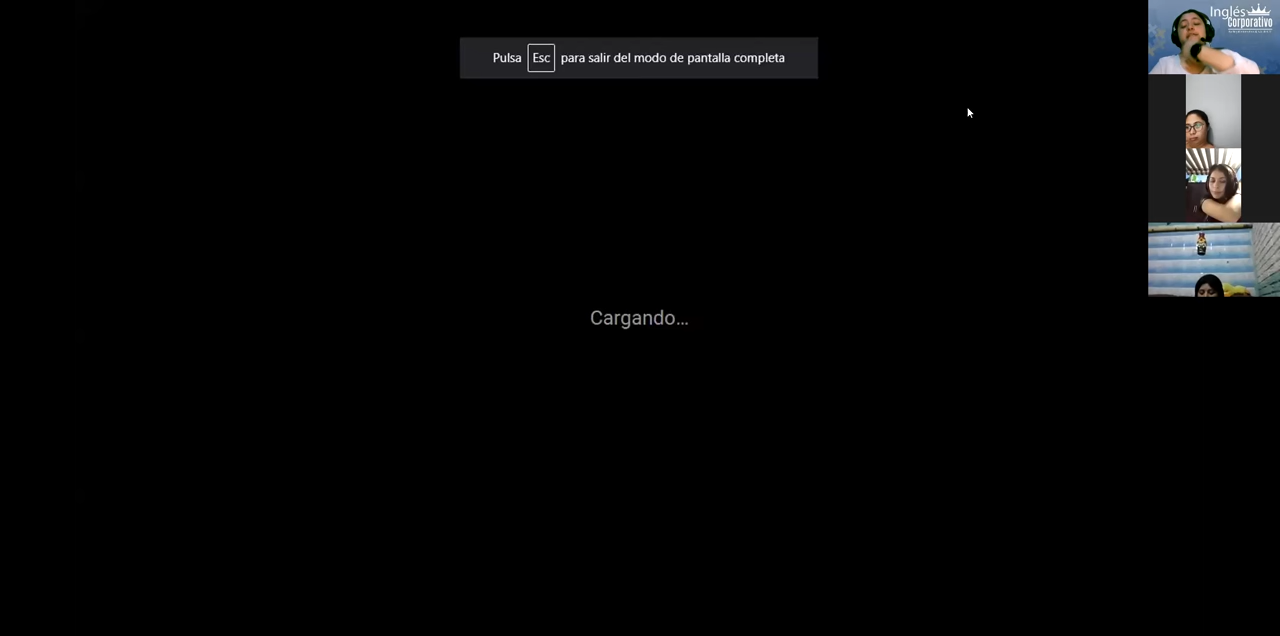 Inglés
Corporativo
Pulsa Esc para salir del modo de pantalla completa
Cargando…